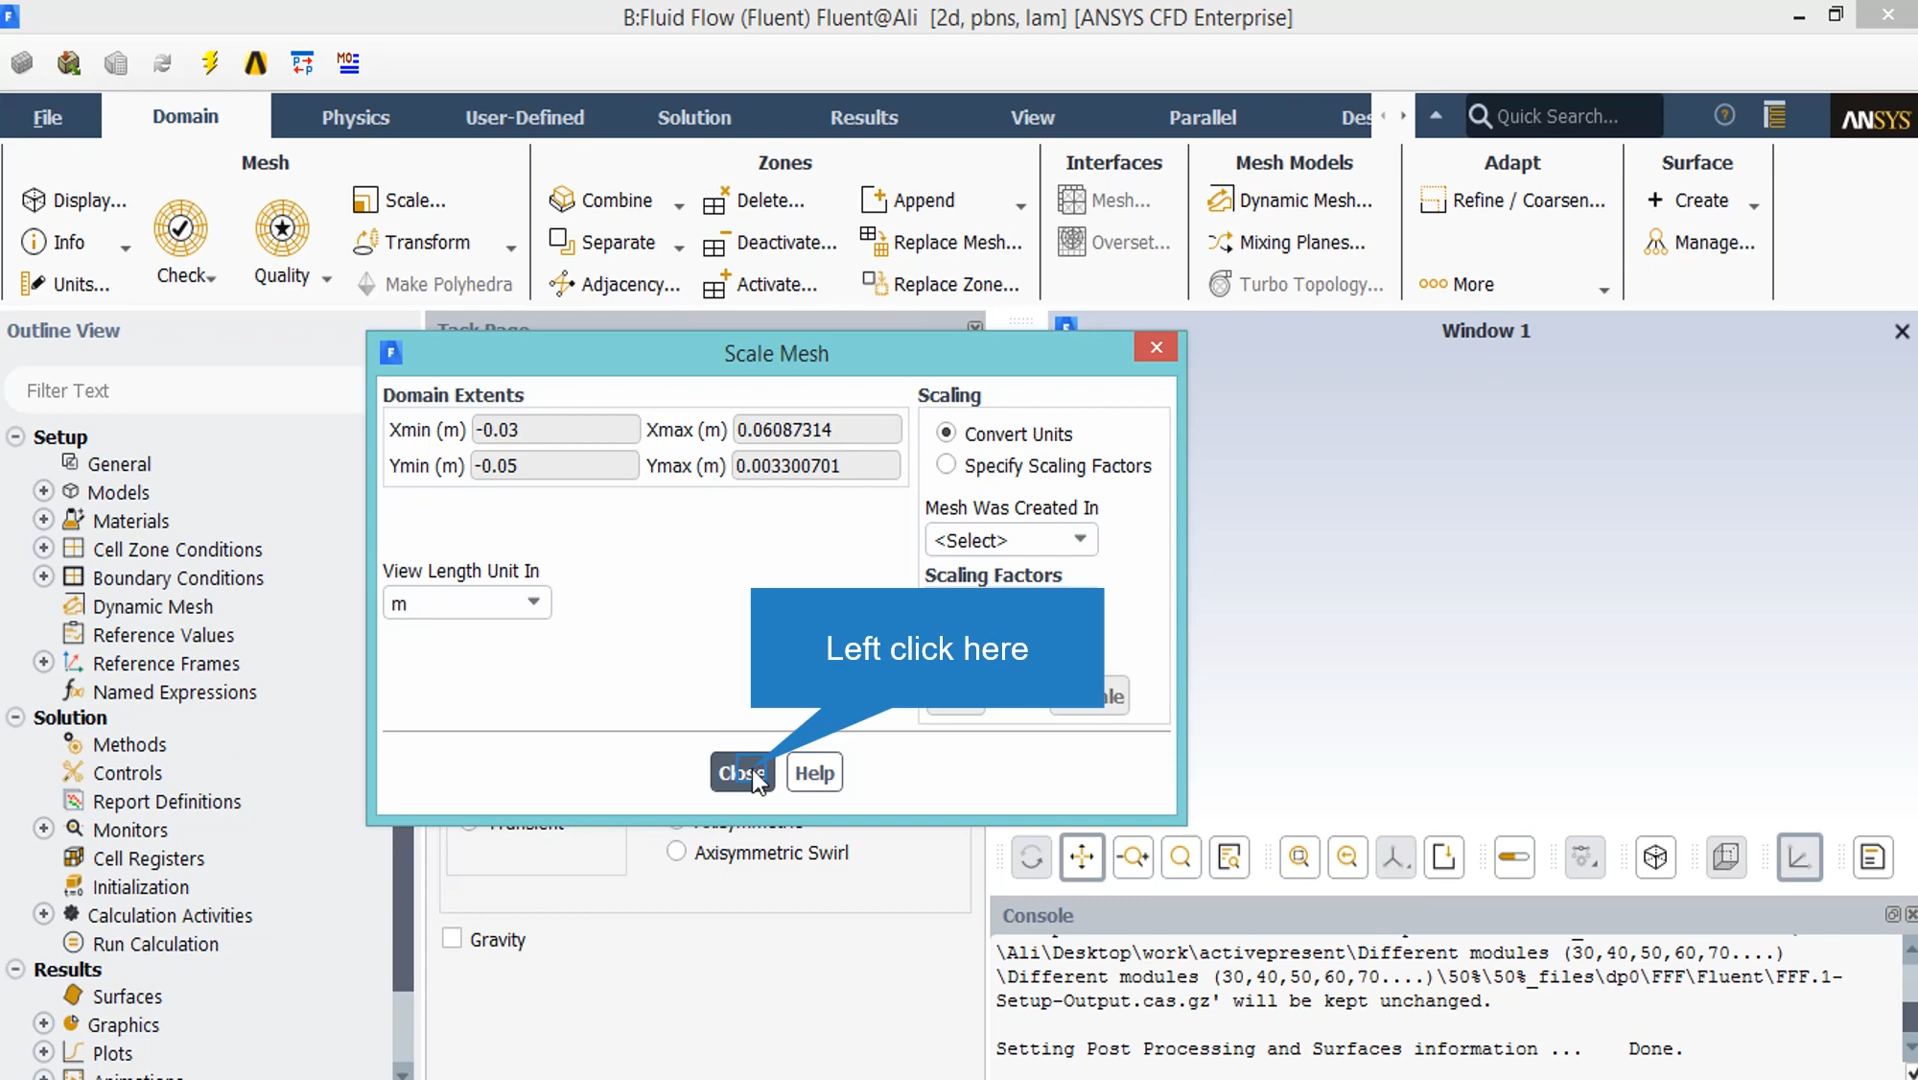 B:Fluid Flow (Fluent) Fluent@Ali [2d, pbns, lam] [ANSYS CFD Enterprise]
File Domain Physics User-Defined Solution Results View Parallel Des Quick Search... ANSYS
Mesh
Display...
Info
Units...
Check
Quality
Scale...
Transform
Make Polyhedra
Zones
Combine
Separate
Adjacency...
Delete...
Deactivate...
Activate...
Append
Replace Mesh...
Replace Zone...
Interfaces
Mesh...
Overset...
Mesh Models
Dynamic Mesh...
Mixing Planes...
Turbo Topology...
Adapt
Refine / Coarsen...
More
Surface
Create
Manage...
Outline View
Filter Text
Setup
General
Models
Materials
Cell Zone Conditions
Boundary Conditions
Dynamic Mesh
Reference Values
Reference Frames
Named Expressions
Solution
Methods
Controls
Report Definitions
Monitors
Cell Registers
Initialization
Calculation Activities
Run Calculation
Results
Surfaces
Graphics
Plots
Animations
Task Page
Scale Mesh
Domain Extents
Xmin (m) -0.03 Xmax (m) 0.06087314
Ymin (m) -0.05 Ymax (m) 0.003300701
View Length Unit In
m
Scaling
Convert Units
Specify Scaling Factors
Mesh Was Created In
<Select>
Scaling Factors
Left click here
Close Help
Transient
Axisymmetric
Axisymmetric Swirl
Gravity
Window 1
Console
\Ali\Desktop\work\activepresent\Different modules (30,40,50,60,70....)
\Different modules (30,40,50,60,70....)\50%\50%_files\dp0\FFF\Fluent\FFF.1-
Setup-Output.cas.gz' will be kept unchanged.
Setting Post Processing and Surfaces information ... Done.